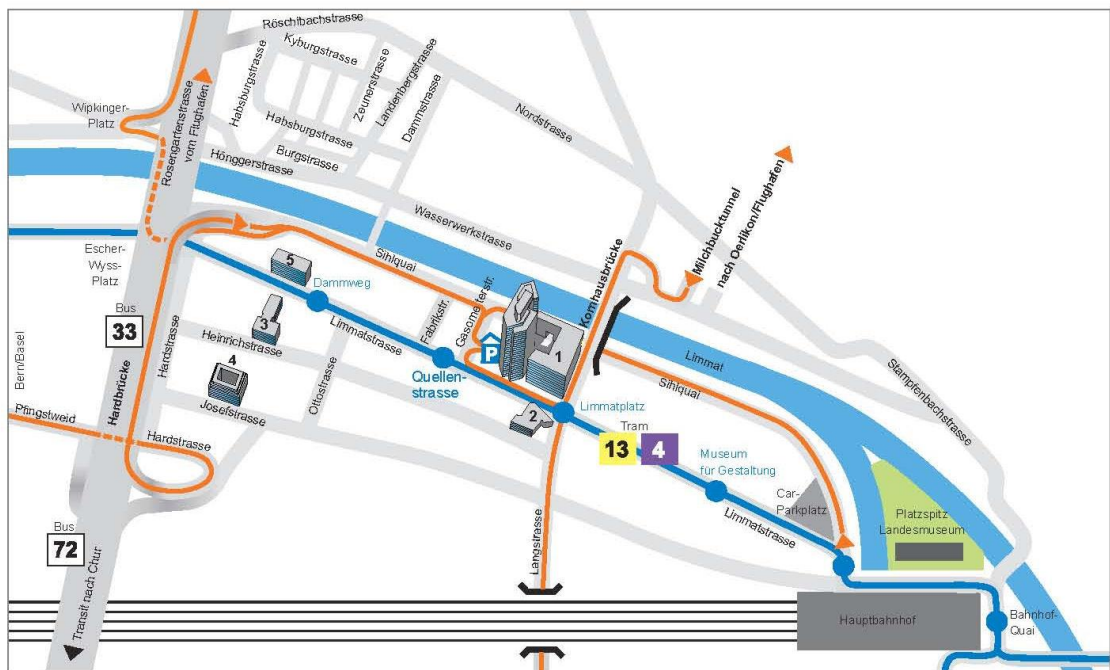 Röschibachstrasse
Kyburgstrasse
Habsburgstrasse
Zeunerstrasse
Landenbergstrasse
Dammstrasse
Nordstrasse
Wipkinger-
Platz
Rosengartenstrasse
vom Flughafen
Habsburgstrasse
Burgstrasse
Hönggerstrasse
Wasserwerkstrasse
Milchbucktunnel
nach Oerlikon/Flughafen
Escher-
Wyss-
Platz
5
Dammweg
Sihlquai
Kornhausbrücke
Bus
33
3
Fabrikstr.
Gasometerstr.
P
1
Limmatstrasse
Heinrichstrasse
Hardstrasse
4
Limmat
Bern/Basel
Hardbrücke
Ottostrasse
Quellen-
strasse
Sihlquai
Stampfenbachstrasse
Josefstrasse
2
Limmatplatz
Pfingstweid
Hardstrasse
Tram
13
4
Museum
für Gestaltung
Car-
Parkplatz
Platzspitz
Landesmuseum
Limmatstrasse
Bus
72
Langstrasse
Transit nach Chur
Hauptbahnhof
Bahnhof-
Quai